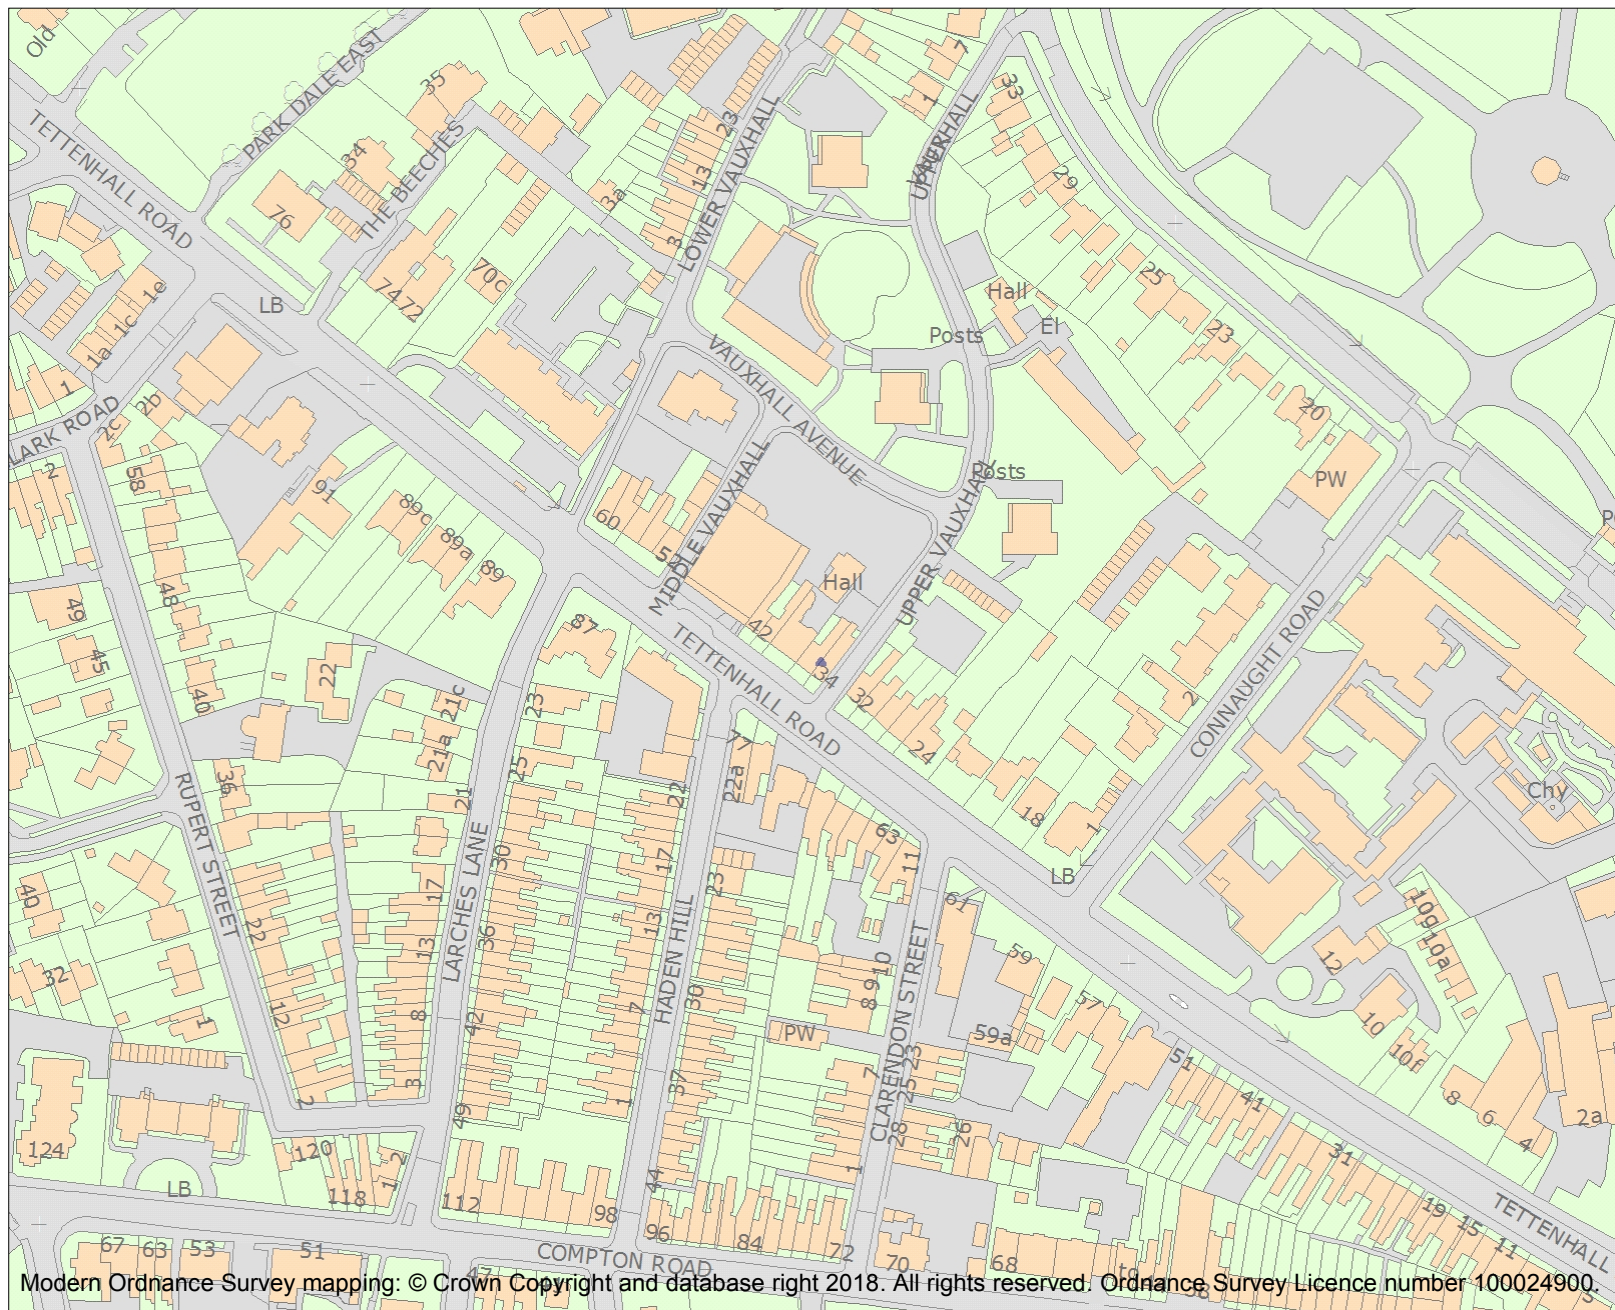 Old
PARK DALE EAST
35
23
7
1
33
TETTENHALL ROAD
34
THE BEECHES
76
3a
13
LOWER VAUXHALL
3
UPPER
29
74 72
70c
1e
1c
1a
1
LB
Hall
El
Posts
25
23
20
VAUXHALL AVENUE
LARK ROAD
2b
2c
2
58
91
89c
89a
89
60
MIDDLE VAUXHALL
Posts
UPPER VAUXHALL
PW
Hall
42
34
32
24
18
1
2
CONNAUGHT ROAD
TETTENHALL ROAD
49
45
48
40
22
87
21c
21a
21
23
25
36
RUPERT STREET
77
22a
22
63
11
LB
61
Chy
30
17
17
23
40
32
1
22
12
13
8
3
2
LARCHES LANE
36
42
49
13
7
1
HADEN HILL
30
37
44
10
9
8
PW
7
1
CLARENDON STREET
59
59a
57
23
25
28
26
10g
10a
12
10
10f
8
6
4
2a
51
41
31
19
15
11
TETTENHALL
124
120
118
2
1
LB
112
98
96
84
72
70
68
67
63
53
51
47
COMPTON ROAD
Modern Ordnance Survey mapping: © Crown Copyright and database right 2018. All rights reserved. Ordnance Survey Licence number 100024900.